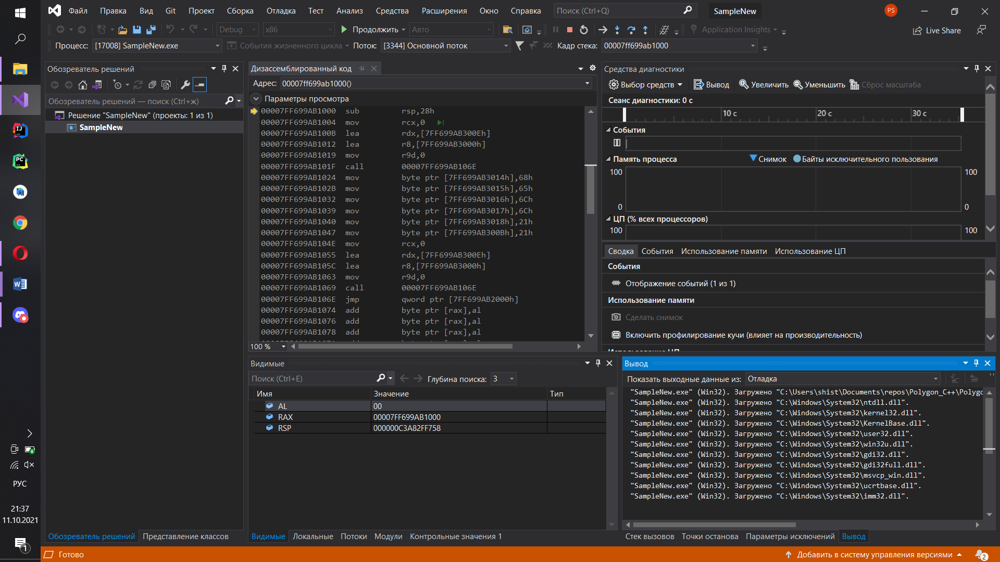 Файл Правка Вид Git Проект Сборка Отладка Тест Анализ Средства Расширения Окно Справка Поиск (Ctrl+Q) SampleNew PS
Debug x86 Продолжить Авто Application Insights Live Share
Процесс: [17008] SampleNew.exe События жизненного цикла Поток: [3344] Основной поток Кадр стека: 00007ff699ab1000
Обозреватель решений
Обозреватель решений — поиск (Ctrl+ж)
Решение "SampleNew" (проекты: 1 из 1)
SampleNew
Обозреватель решений Представление классов
Дизассемблированный код
Адрес: 00007ff699ab1000()
Параметры просмотра
00007FF699AB1000 sub rsp,28h
00007FF699AB1004 mov rcx,0
00007FF699AB100B lea rdx,[7FF699AB300Eh]
00007FF699AB1012 lea r8,[7FF699AB3000h]
00007FF699AB1019 mov r9d,0
00007FF699AB101F call 00007FF699AB106E
00007FF699AB1024 mov byte ptr [7FF699AB3014h],68h
00007FF699AB102B mov byte ptr [7FF699AB3015h],65h
00007FF699AB1032 mov byte ptr [7FF699AB3016h],6Ch
00007FF699AB1039 mov byte ptr [7FF699AB3017h],6Ch
00007FF699AB1040 mov byte ptr [7FF699AB3018h],21h
00007FF699AB1047 mov byte ptr [7FF699AB300Bh],21h
00007FF699AB104E mov rcx,0
00007FF699AB1055 lea rdx,[7FF699AB300Eh]
00007FF699AB105C lea r8,[7FF699AB3000h]
00007FF699AB1063 mov r9d,0
00007FF699AB1069 call 00007FF699AB106E
00007FF699AB106E jmp qword ptr [7FF699AB2000h]
00007FF699AB1074 add byte ptr [rax],al
00007FF699AB1076 add byte ptr [rax],al
00007FF699AB1078 add byte ptr [rax],al
100 %
Средства диагностики
Выбор средств Вывод Увеличить Уменьшить Сброс масштаба
Сеанс диагностики: 0 с
10 с 20 с 30 с
События
Память процесса Снимок Байты исключительного пользования
100 100
0 0
ЦП (% всех процессоров)
100 100
Сводка События Использование памяти Использование ЦП
События
Отображение событий (1 из 1)
Использование памяти
Сделать снимок
Включить профилирование кучи (влияет на производительность)
Использование ЦП
Видимые
Поиск (Ctrl+E) Глубина поиска: 3
Имя Значение Тип
AL 00
RAX 00007FF699AB1000
RSP 000000C3A82FF758
Видимые Локальные Потоки Модули Контрольные значения 1
Вывод
Показать выходные данные из: Отладка
"SampleNew.exe" (Win32). Загружено "C:\Users\shist\Documents\repos\Polygon_C++\Polygo
"SampleNew.exe" (Win32). Загружено "C:\Windows\System32\ntdll.dll".
"SampleNew.exe" (Win32). Загружено "C:\Windows\System32\kernel32.dll".
"SampleNew.exe" (Win32). Загружено "C:\Windows\System32\KernelBase.dll".
"SampleNew.exe" (Win32). Загружено "C:\Windows\System32\user32.dll".
"SampleNew.exe" (Win32). Загружено "C:\Windows\System32\win32u.dll".
"SampleNew.exe" (Win32). Загружено "C:\Windows\System32\gdi32.dll".
"SampleNew.exe" (Win32). Загружено "C:\Windows\System32\gdi32full.dll".
"SampleNew.exe" (Win32). Загружено "C:\Windows\System32\msvcp_win.dll".
"SampleNew.exe" (Win32). Загружено "C:\Windows\System32\ucrtbase.dll".
"SampleNew.exe" (Win32). Загружено "C:\Windows\System32\imm32.dll".
Стек вызовов Точки останова Параметры исключений Вывод
Готово Добавить в систему управления версиями 2
IJ
PC
W
РУС
21:37
11.10.2021
1